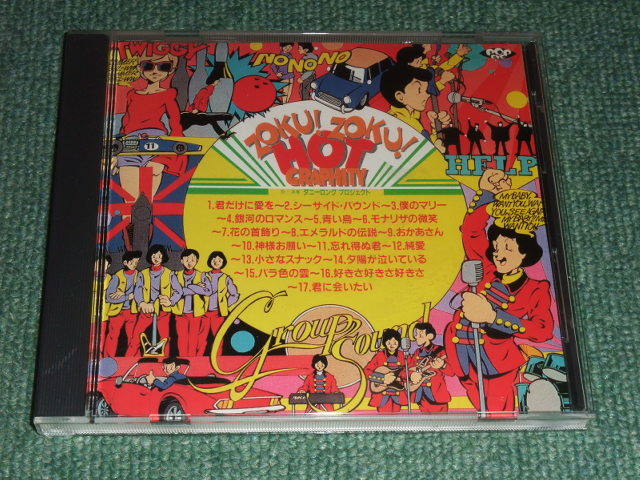 TWIGGY
NO NO NO
POP
ZOKU! ZOKU!
HOT
GRAFFITY
ダニーロング プロジェクト
HELP
11
MY BABY,
1.君だけに愛を〜2.シーサイド・バウンド〜3.僕のマリー
〜4.銀河のロマンス〜5.青い鳥〜6.モナリザの微笑
〜7.花の首飾り〜8.エメラルドの伝説〜9.おかあさん
〜10.神様お願い〜11.忘れ得ぬ君〜12.純愛
〜13.小さなスナック〜14.夕陽が泣いている
〜15.バラ色の雲〜16.好きさ好きさ好きさ
〜17.君に会いたい
Group Sound